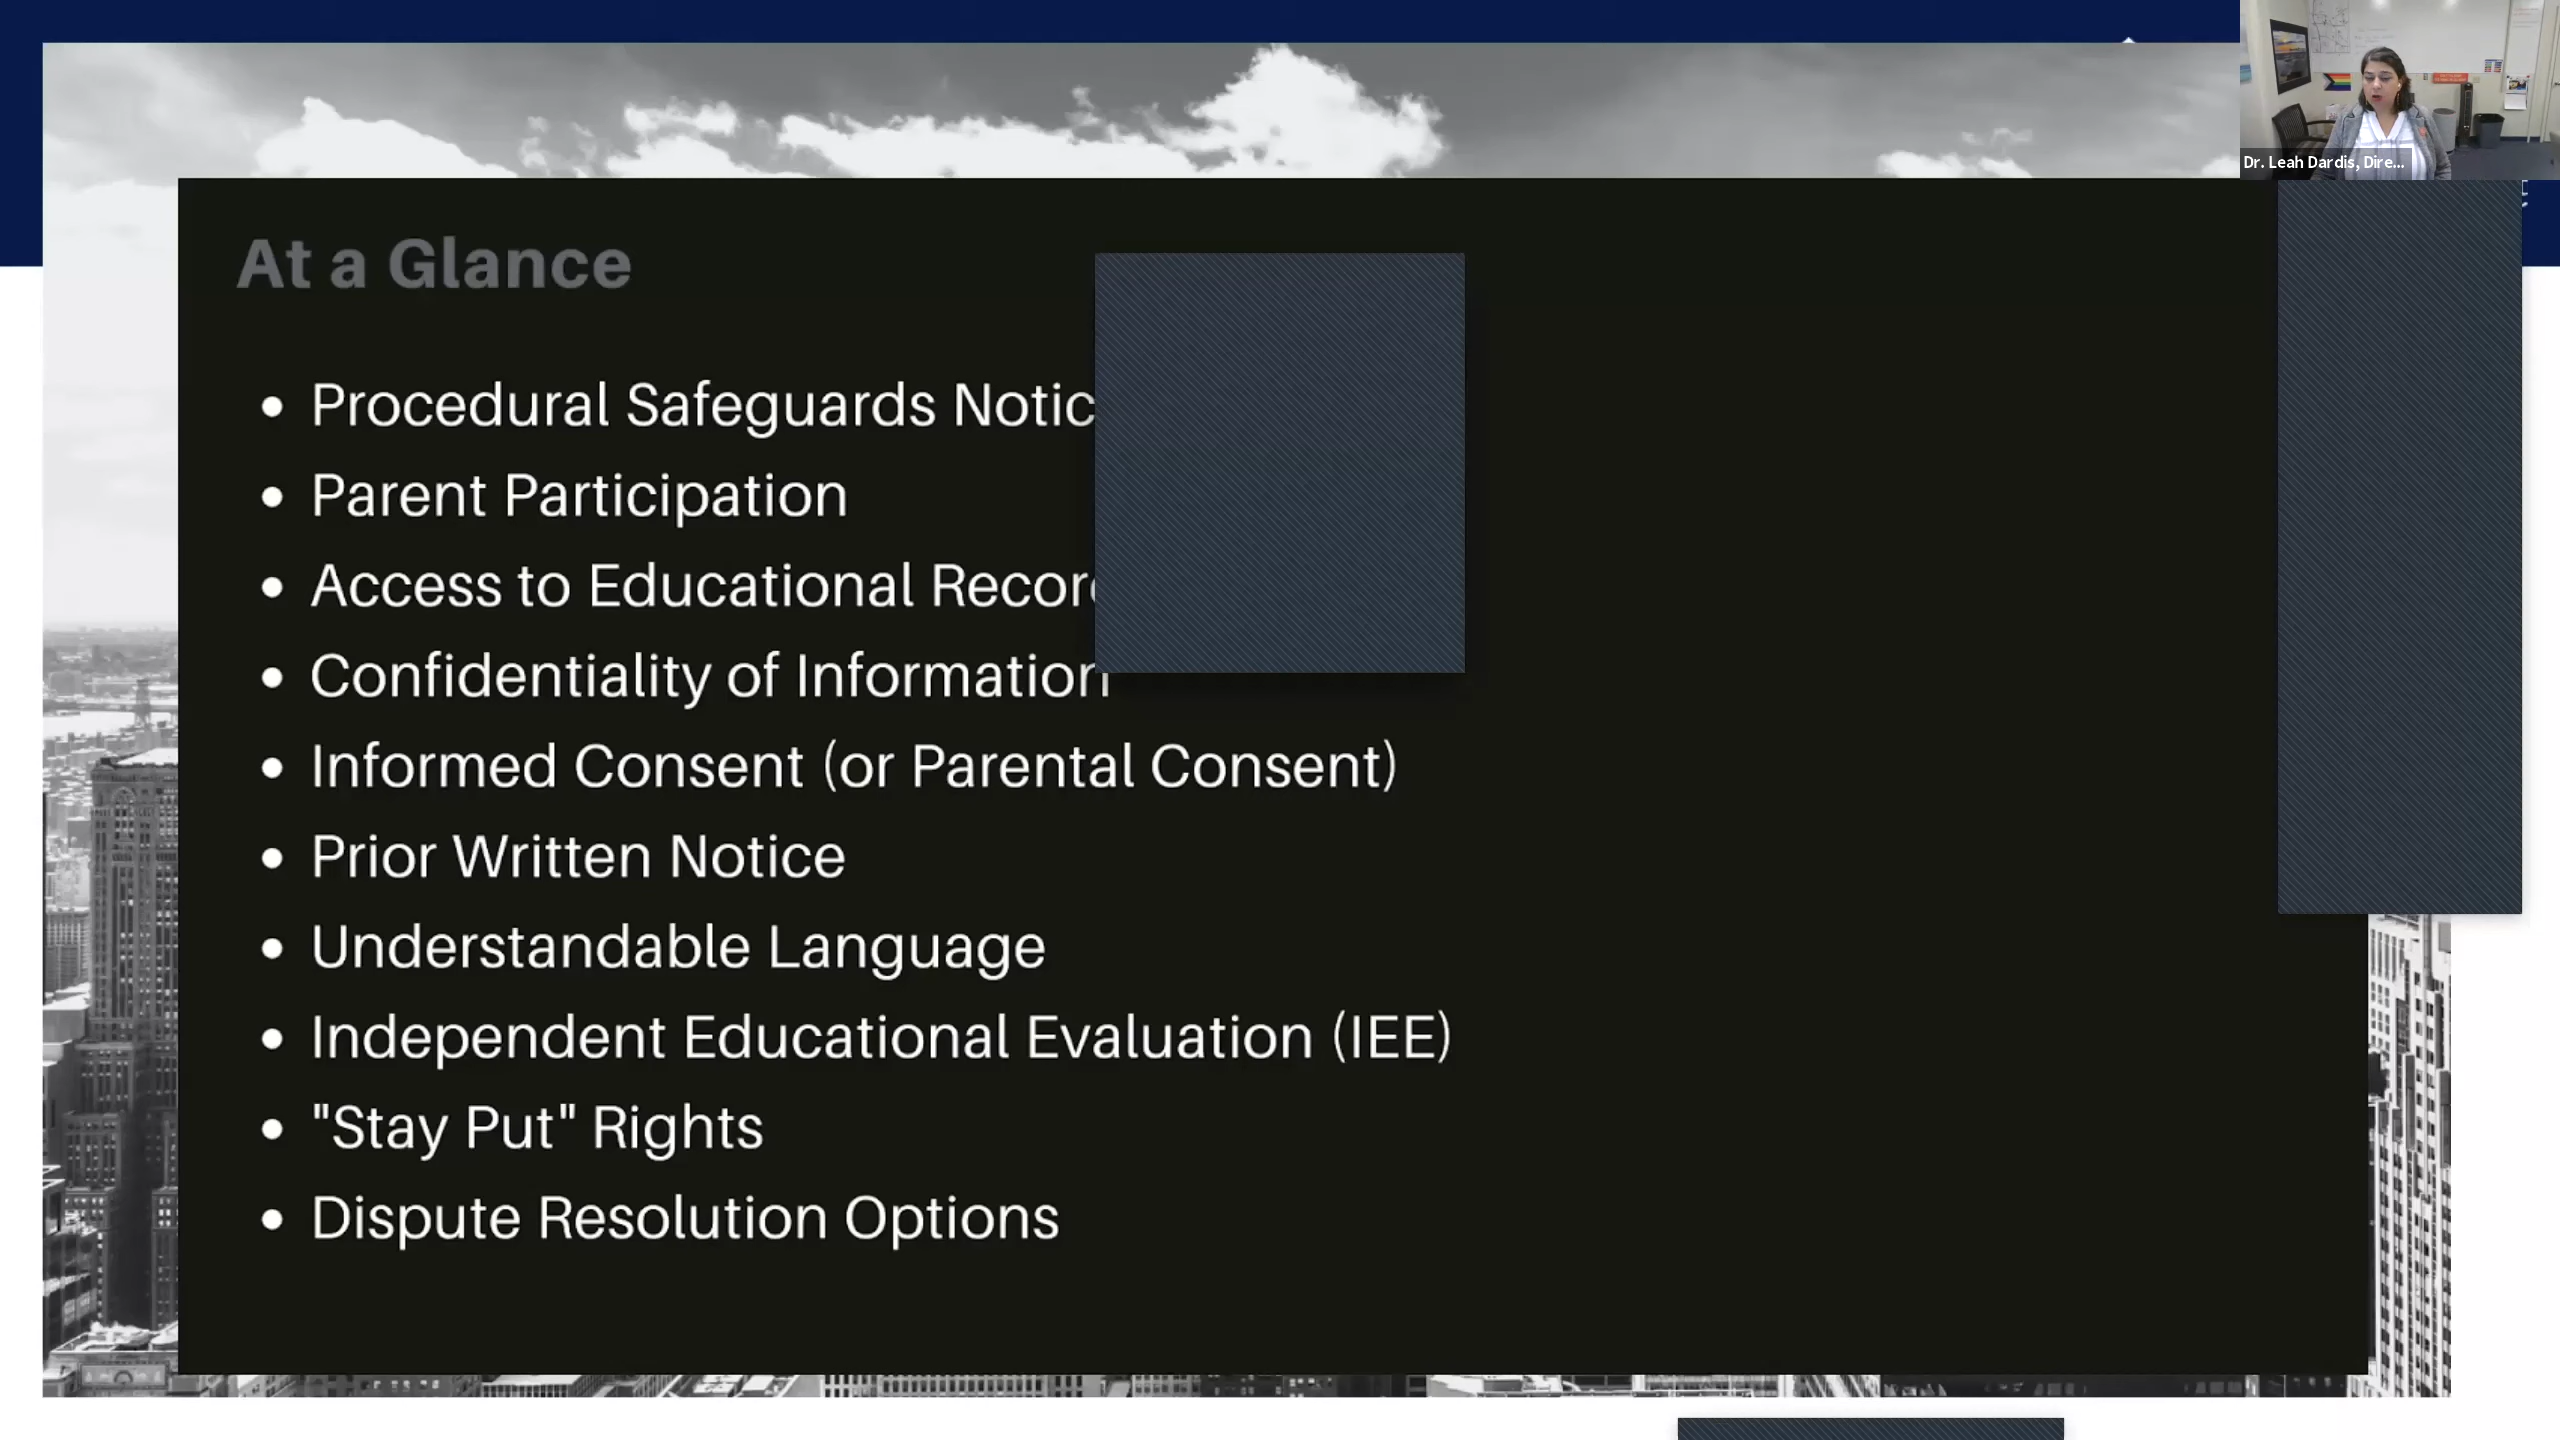 Dr. Leah Dardis, Dire...
At a Glance
• Procedural Safeguards Notic
• Parent Participation
• Access to Educational Recor
• Confidentiality of Information
• Informed Consent (or Parental Consent)
• Prior Written Notice
• Understandable Language
• Independent Educational Evaluation (IEE)
• "Stay Put" Rights
• Dispute Resolution Options